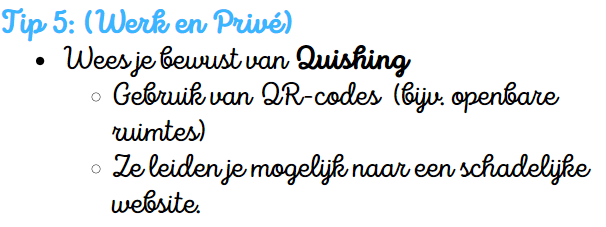 Tip 5: (Werk en Privé)
• Wees je bewust van Quishing
○ Gebruik van QR-codes (bijv. openbare
ruimtes)
○ Ze leiden je mogelijk naar een schadelijke
website.